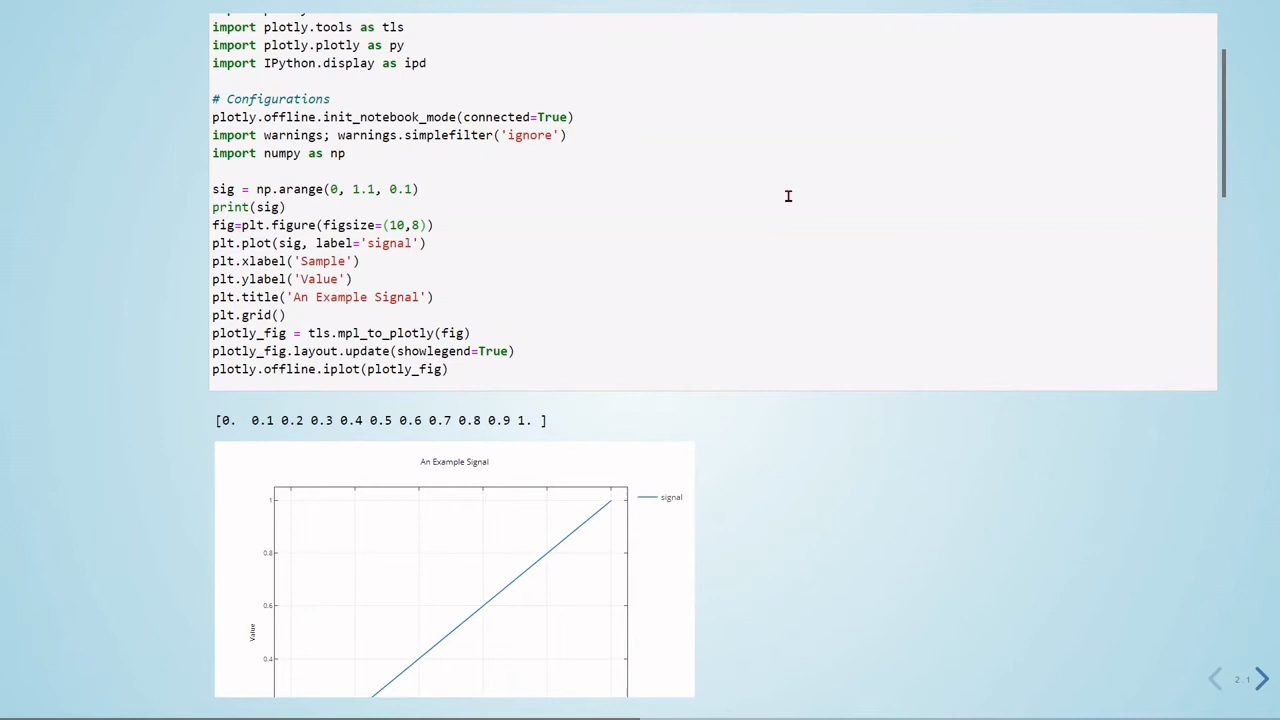 import plotly.tools as tls
import plotly.plotly as py
import IPython.display as ipd
# Configurations
plotly.offline.init_notebook_mode(connected=True)
import warnings; warnings.simplefilter('ignore')
import numpy as np
sig = np.arange(0, 1.1, 0.1)
print(sig)
fig=plt.figure(figsize=(10,8))
plt.plot(sig, label='signal')
plt.xlabel('Sample')
plt.ylabel('Value')
plt.title('An Example Signal')
plt.grid()
plotly_fig = tls.mpl_to_plotly(fig)
plotly_fig.layout.update(showlegend=True)
plotly.offline.iplot(plotly_fig)
[0.  0.1 0.2 0.3 0.4 0.5 0.6 0.7 0.8 0.9 1. ]
An Example Signal
signal
1
0.8
0.6
Value
0.4
2.1